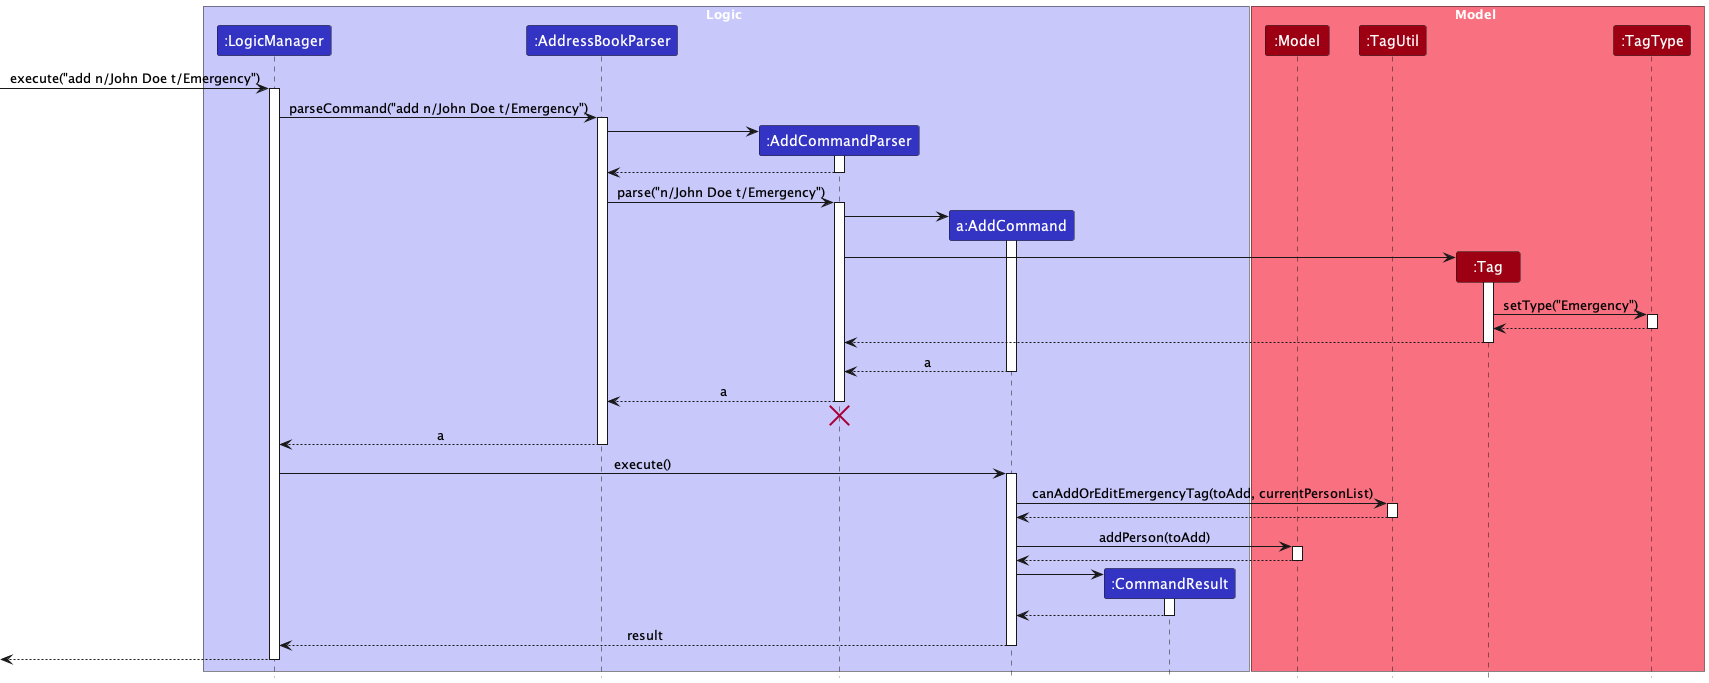 Logic
Model
:LogicManager
:AddressBookParser
:Model
:TagUtil
:TagType
execute("add n/John Doe t/Emergency")
parseCommand("add n/John Doe t/Emergency")
:AddCommandParser
parse("n/John Doe t/Emergency")
a:AddCommand
:Tag
setType("Emergency")
a
a
a
execute()
canAddOrEditEmergencyTag(toAdd, currentPersonList)
addPerson(toAdd)
:CommandResult
result